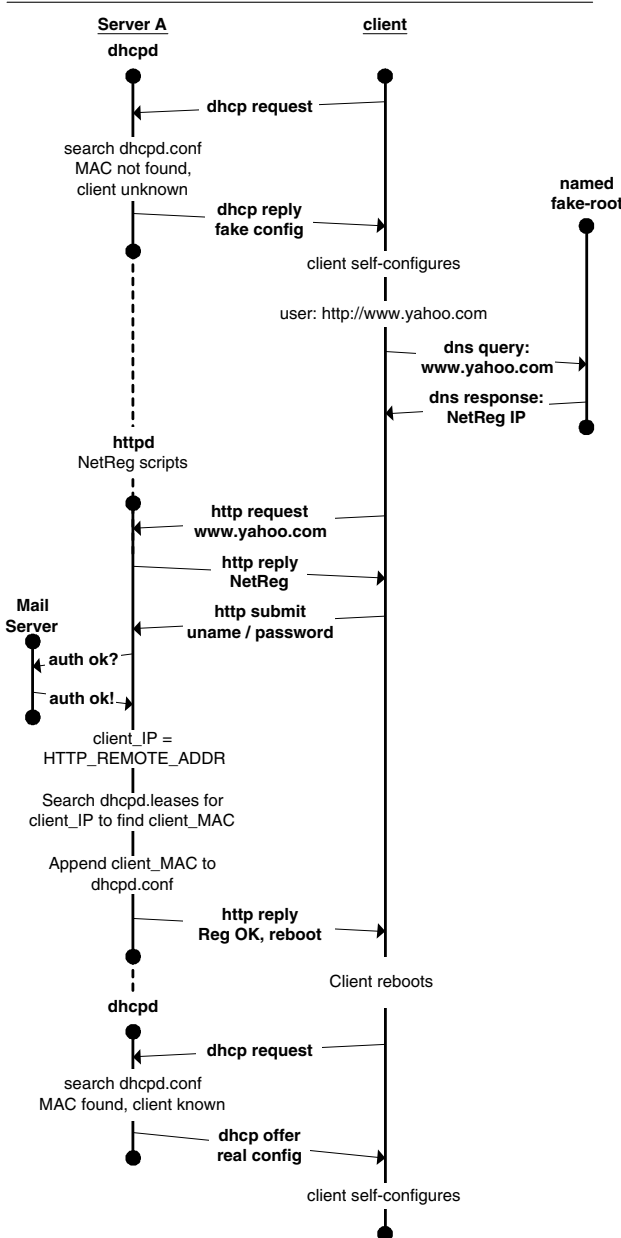 Server A
client
dhcpd
dhcp request
search dhcpd.conf
MAC not found,
client unknown
named
fake-root
dhcp reply
fake config
client self-configures
user: http://www.yahoo.com
dns query:
www.yahoo.com
dns response:
NetReg IP
httpd
NetReg scripts
http request
www.yahoo.com
http reply
NetReg
Mail
Server
http submit
uname / password
auth ok?
auth ok!
client_IP =
HTTP_REMOTE_ADDR
Search dhcpd.leases for
client_IP to find client_MAC
Append client_MAC to
dhcpd.conf
http reply
Reg OK, reboot
Client reboots
dhcpd
dhcp request
search dhcpd.conf
MAC found, client known
dhcp offer
real config
client self-configures